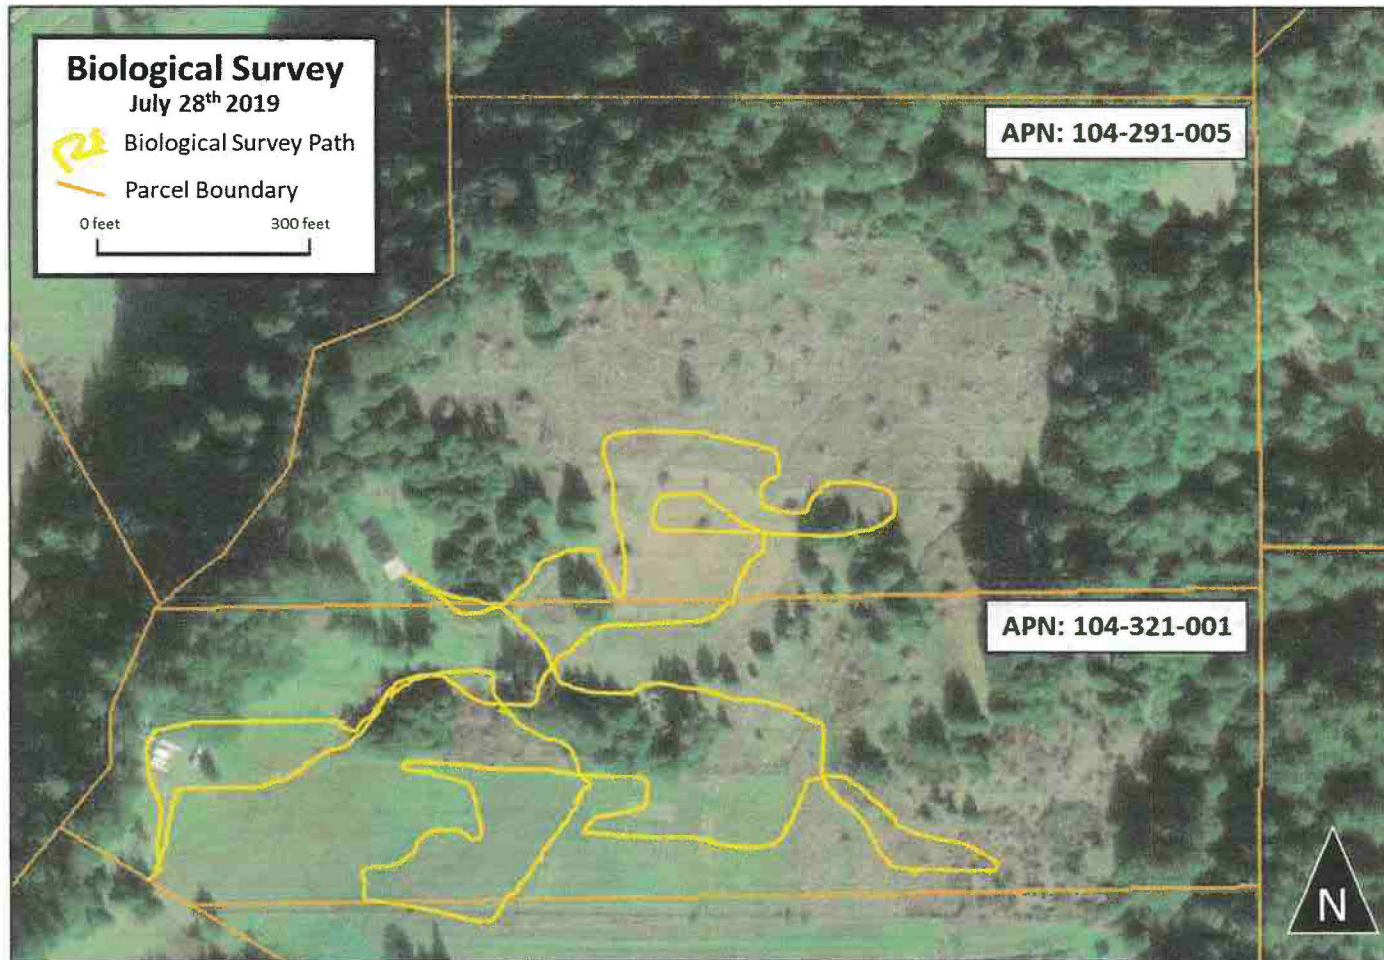 Biological Survey
July 28th 2019
Biological Survey Path
Parcel Boundary
0 feet 300 feet
APN: 104-291-005
APN: 104-321-001
N